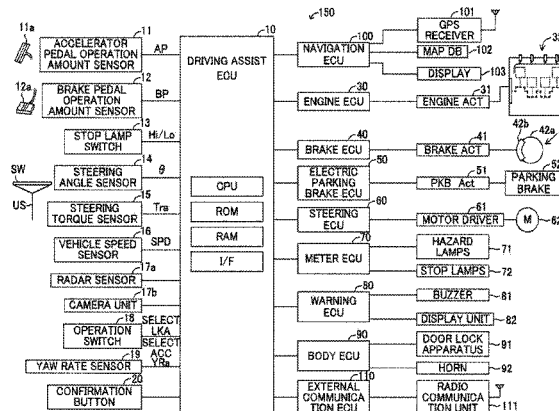 150
11a
11
ACCELERATOR
PEDAL OPERATION
AMOUNT SENSOR
AP
12a
12
BRAKE PEDAL
OPERATION
AMOUNT SENSOR
BP
13
STOP LAMP
SWITCH
Hi/Lo
SW
14
STEERING
ANGLE SENSOR
θ
US
15
STEERING
TORQUE SENSOR
Tra
16
VEHICLE SPEED
SENSOR
SPD
17a
RADAR SENSOR
17b
CAMERA UNIT
18
OPERATION
SWITCH
SELECT
LKA
SELECT
ACC
19
YAW RATE SENSOR
YRa
20
CONFIRMATION
BUTTON
10
DRIVING ASSIST
ECU
CPU
ROM
RAM
I/F
100
NAVIGATION
ECU
101
GPS
RECEIVER
MAP DB
102
DISPLAY
103
30
ENGINE ECU
31
ENGINE ACT
40
BRAKE ECU
41
BRAKE ACT
42b
42a
50
ELECTRIC
PARKING
BRAKE ECU
51
PKB Act
52
PARKING
BRAKE
60
STEERING
ECU
61
MOTOR DRIVER
M
62
70
METER ECU
HAZARD
LAMPS
71
STOP LAMPS
72
80
WARNING
ECU
BUZZER
81
DISPLAY UNIT
82
90
BODY ECU
DOOR LOCK
APPARATUS
91
HORN
92
110
EXTERNAL
COMMUNICA
TION ECU
RADIO
COMMUNICA
TION UNIT
111